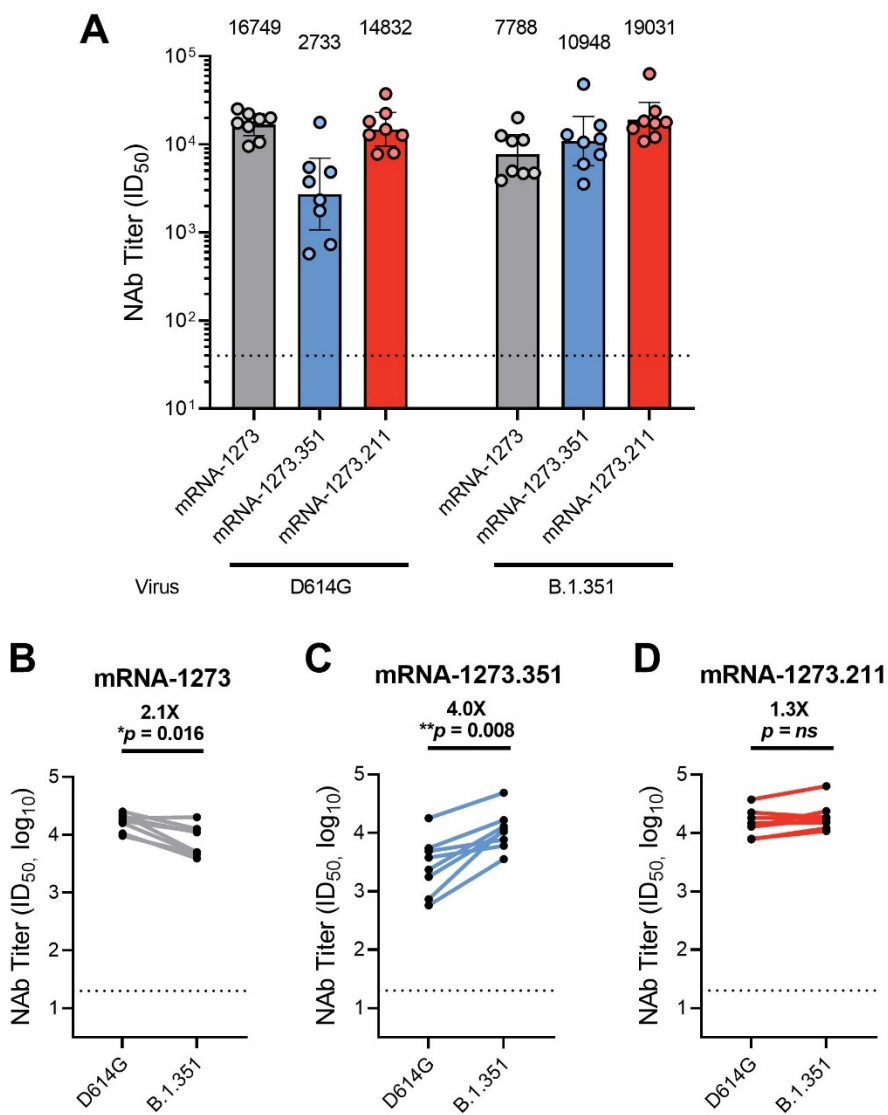 A
16749
2733
14832
7788
10948
19031
NAb Titer (ID50)
10^5
10^4
10^3
10^2
10^1
mRNA-1273
mRNA-1273.351
mRNA-1273.211
mRNA-1273
mRNA-1273.351
mRNA-1273.211
Virus
D614G
B.1.351
B
mRNA-1273
2.1X
*p = 0.016
NAb Titer (ID50, log10)
5
4
3
2
1
D614G
B.1.351
C
mRNA-1273.351
4.0X
**p = 0.008
NAb Titer (ID50, log10)
5
4
3
2
1
D614G
B.1.351
D
mRNA-1273.211
1.3X
p = ns
NAb Titer (ID50, log10)
5
4
3
2
1
D614G
B.1.351